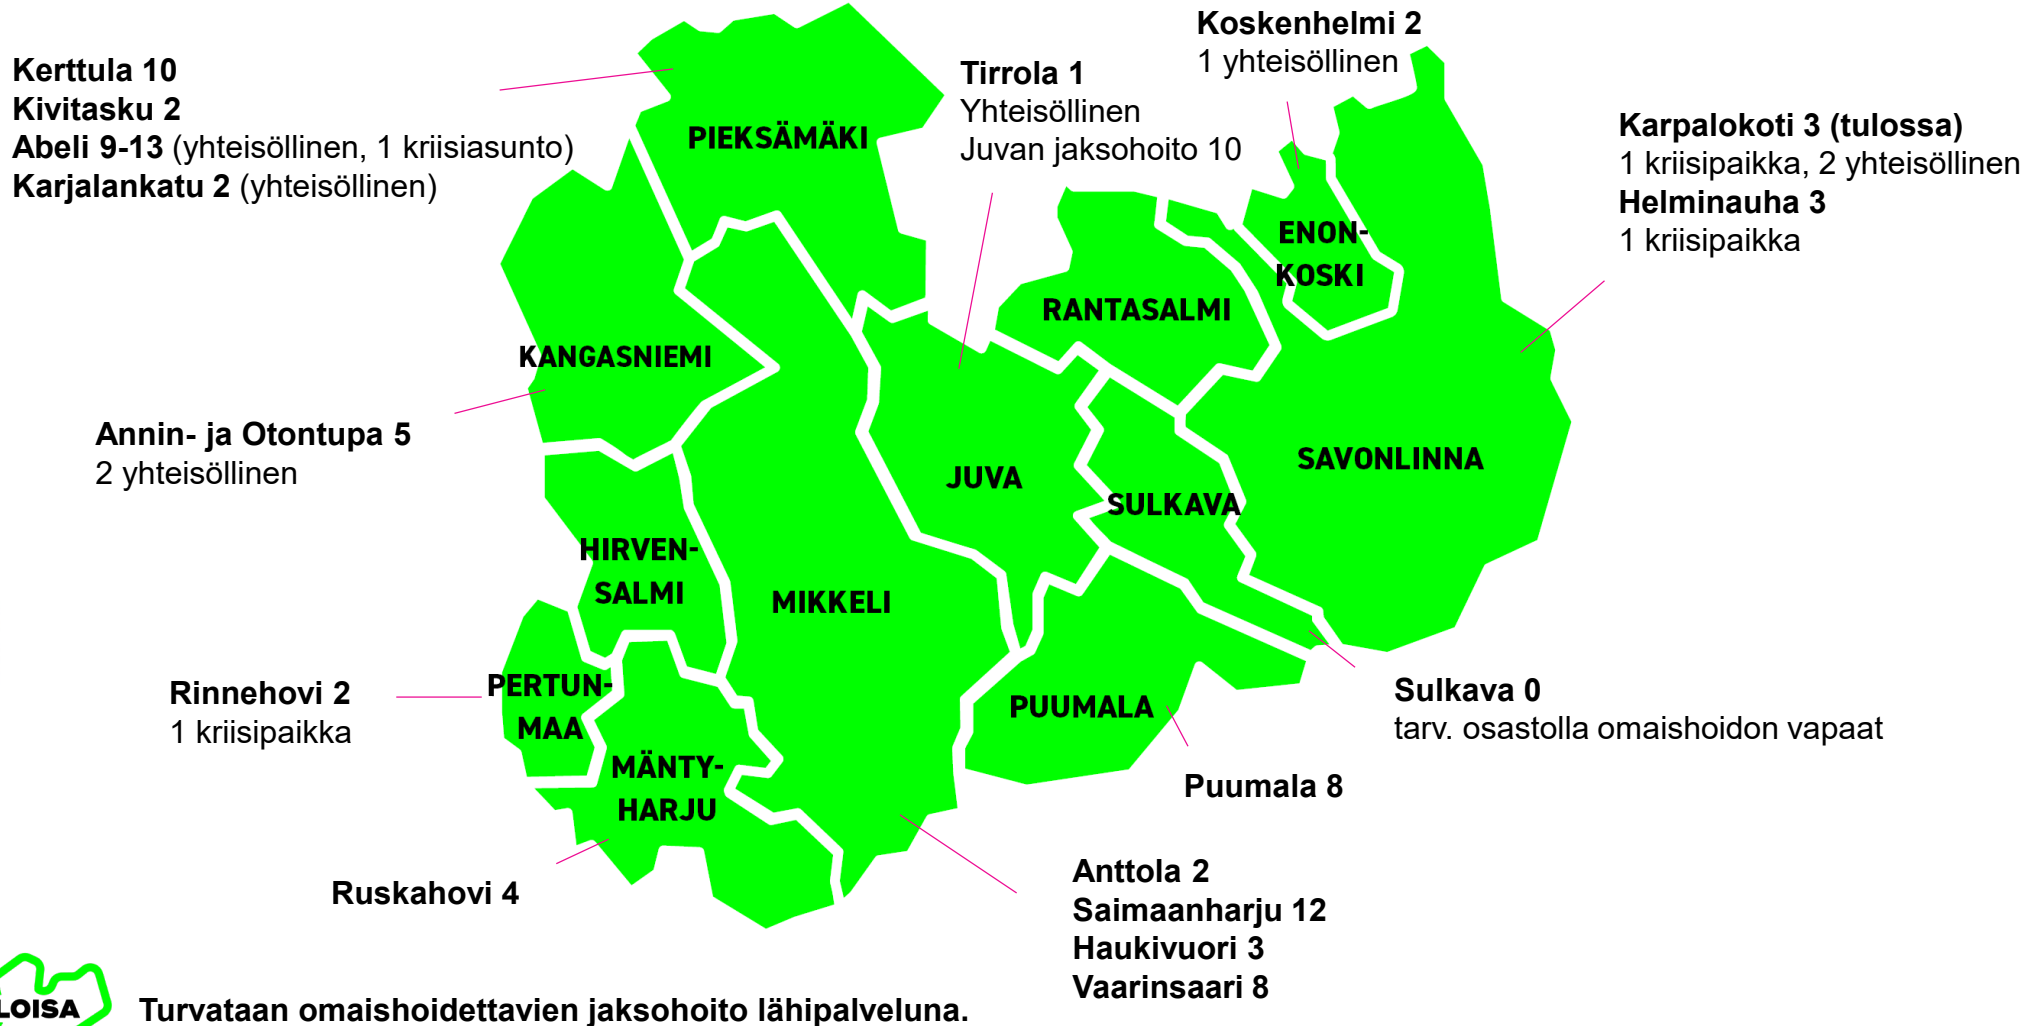 Kerttula 10
Kivitasku 2
Abeli 9-13 (yhteisöllinen, 1 kriisiasunto)
Karjalankatu 2 (yhteisöllinen)
Tirrola 1
Yhteisöllinen
Juvan jaksohoito 10
Koskenhelmi 2
1 yhteisöllinen
Karpalokoti 3 (tulossa)
1 kriisipaikka, 2 yhteisöllinen
Helminauha 3
1 kriisipaikka
PIEKSÄMÄKI
ENON-
KOSKI
RANTASALMI
KANGASNIEMI
Annin- ja Otontupa 5
2 yhteisöllinen
JUVA
SULKAVA
SAVONLINNA
HIRVEN-
SALMI
MIKKELI
Rinnehovi 2
1 kriisipaikka
PERTUN-
MAA
PUUMALA
Sulkava 0
tarv. osastolla omaishoidon vapaat
MÄNTY-
HARJU
Puumala 8
Ruskahovi 4
Anttola 2
Saimaanharju 12
Haukivuori 3
Vaarinsaari 8
LOISA
Turvataan omaishoidettavien jaksohoito lähipalveluna.